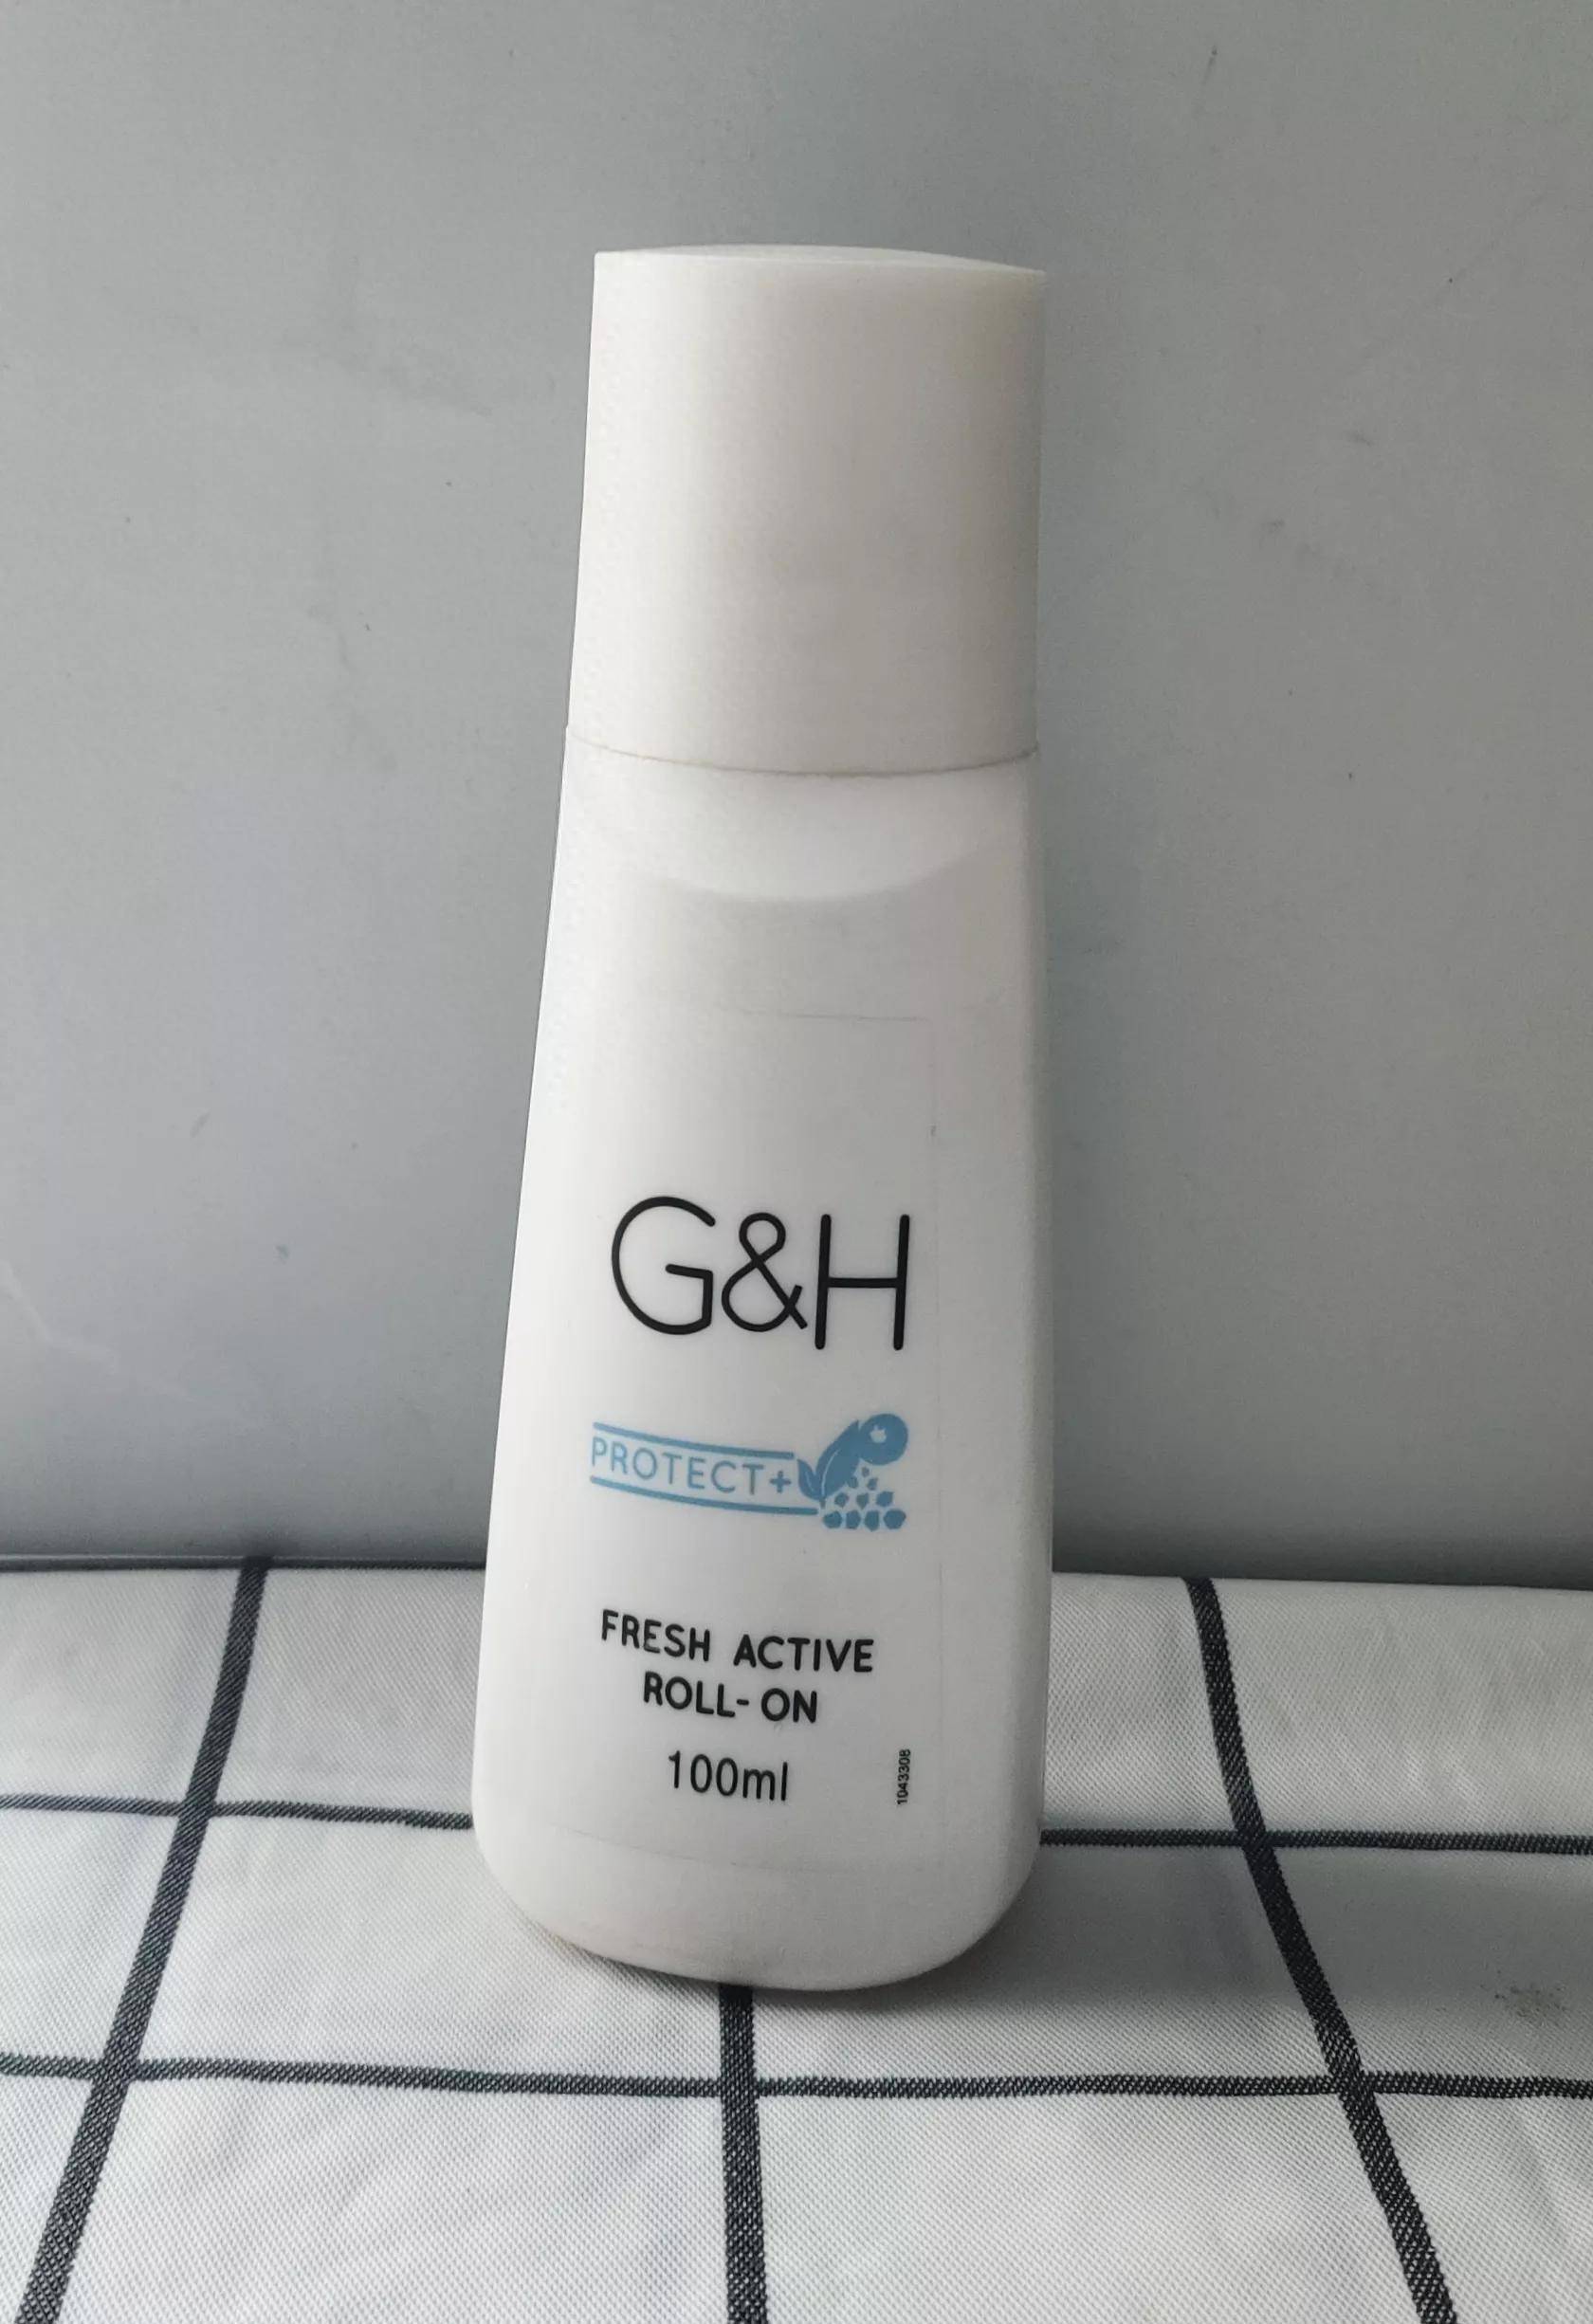 G&H
PROTECT+
FRESH ACTIVE
ROLL-ON
100ml
1043308